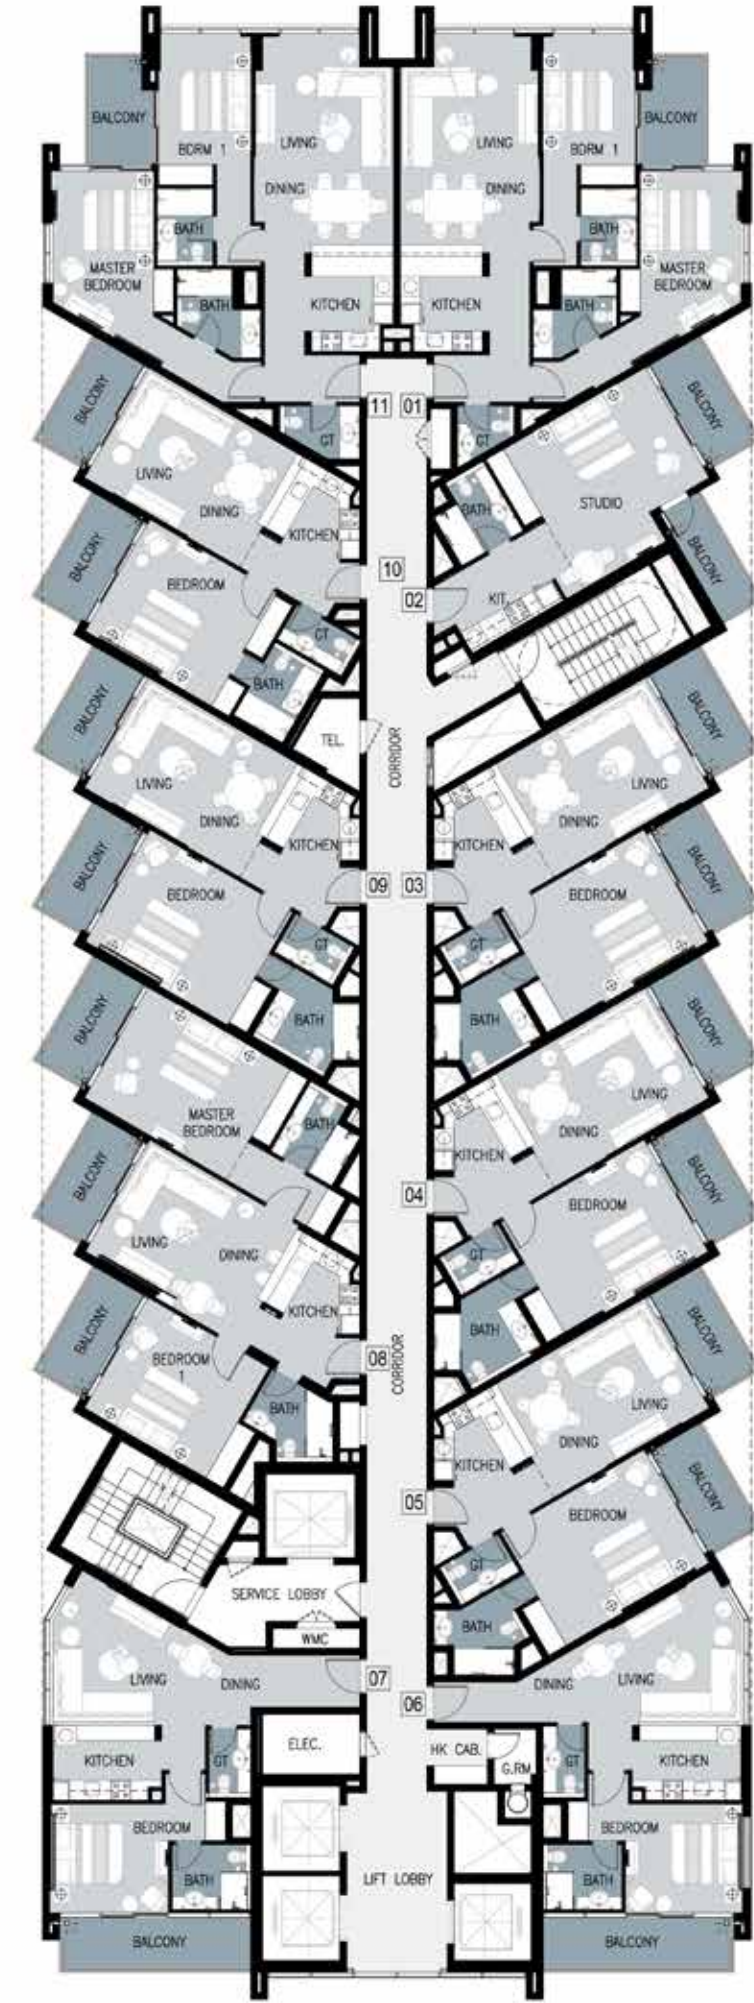 BALCONY
BDRM 1
LIVING
LIVING
BDRM 1
BALCONY
DINING
DINING
BATH
BATH
MASTER
BEDROOM
MASTER
BEDROOM
BATH
KITCHEN
KITCHEN
BATH
BALCONY
11
01
BALCONY
GT
GT
LIVING
DINING
BATH
STUDIO
KITCHEN
BALCONY
10
BALCONY
BEDROOM
02
KIT.
GT
BATH
BALCONY
TEL.
CORRIDOR
BALCONY
LIVING
LIVING
DINING
DINING
KITCHEN
KITCHEN
BALCONY
BEDROOM
09
03
BEDROOM
BALCONY
GT
GT
BATH
BATH
BALCONY
BALCONY
MASTER
BEDROOM
BATH
LIVING
DINING
KITCHEN
BALCONY
04
BEDROOM
BALCONY
LIVING
DINING
GT
KITCHEN
BATH
BALCONY
BEDROOM
1
08
CORRIDOR
BALCONY
BATH
LIVING
DINING
KITCHEN
05
BEDROOM
BALCONY
GT
SERVICE LOBBY
BATH
WMC
LIVING
DINING
07
06
DINING
LIVING
ELEC.
HK CAB.
G.RM
KITCHEN
GT
GT
KITCHEN
BEDROOM
BEDROOM
BATH
LIFT LOBBY
BATH
BALCONY
BALCONY